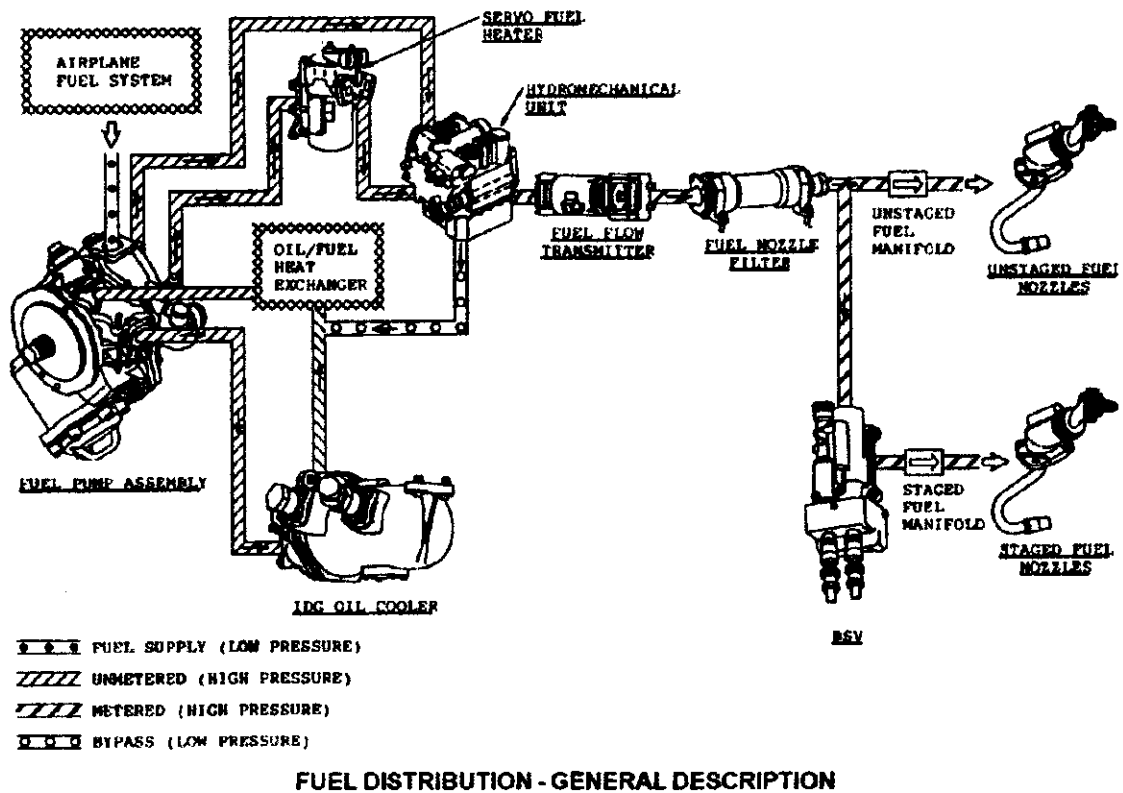 SERVO FUEL
HEATER
AIRPLANE
FUEL SYSTEM
HYDROMECHANICAL
UNIT
OIL/FUEL
HEAT
EXCHANGER
FUEL FLOW
TRANSMITTER
FUEL NOZZLE
FILTER
UNSTAGED
FUEL
MANIFOLD
UNSTAGED FUEL
NOZZLES
FUEL PUMP ASSEMBLY
STAGED
FUEL
MANIFOLD
STAGED FUEL
NOZZLES
IDG OIL COOLER
BSV
FUEL SUPPLY (LOW PRESSURE)
UNMETERED (HIGH PRESSURE)
METERED (HIGH PRESSURE)
BYPASS (LOW PRESSURE)
FUEL DISTRIBUTION - GENERAL DESCRIPTION